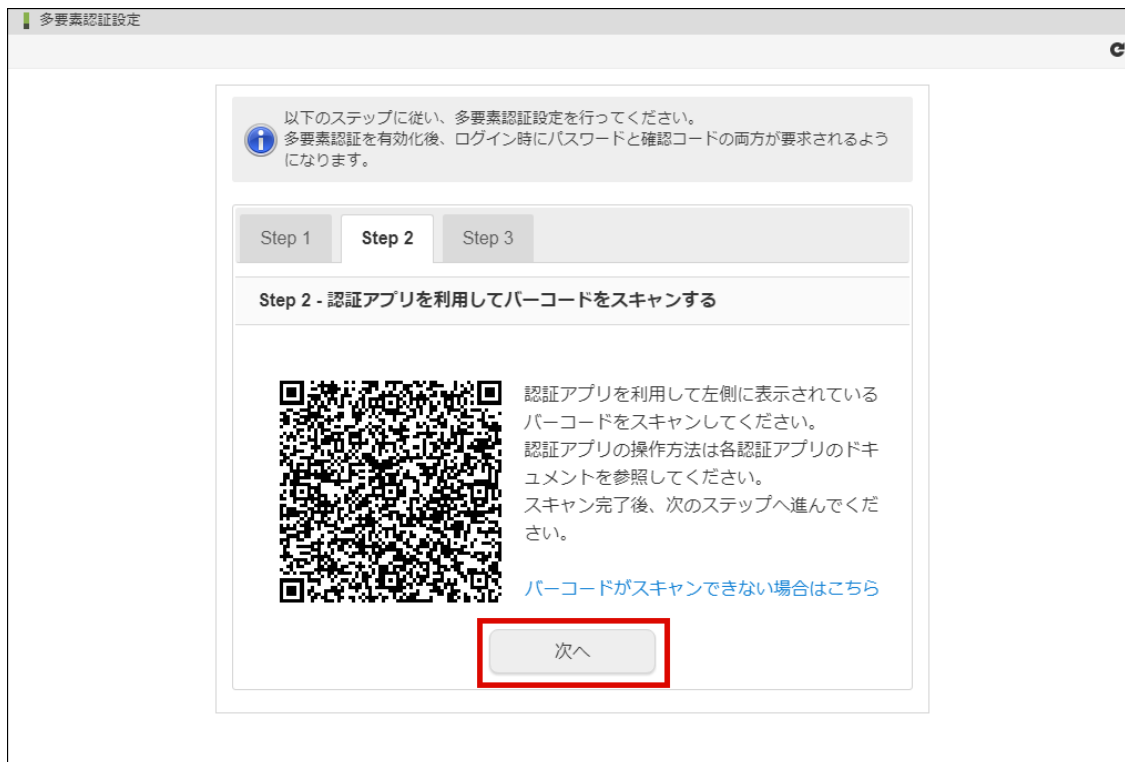 多要素認証設定
以下のステップに従い、多要素認証設定を行ってください。
多要素認証を有効化後、ログイン時にパスワードと確認コードの両方が要求されるよう
になります。
Step 1
Step 2
Step 3
Step 2 - 認証アプリを利用してバーコードをスキャンする
認証アプリを利用して左側に表示されている
バーコードをスキャンしてください。
認証アプリの操作方法は各認証アプリのドキ
ュメントを参照してください。
スキャン完了後、次のステップへ進んでくだ
さい。
バーコードがスキャンできない場合はこちら
次へ